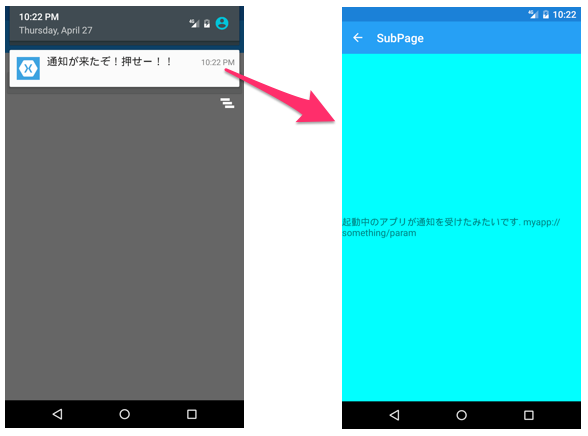 10:22 PM
Thursday, April 27
4G
通知が来たぞ！押せー！！
10:22 PM
4G
10:22
SubPage
起動中のアプリが通知を受けたみたいです. myapp://
something/param